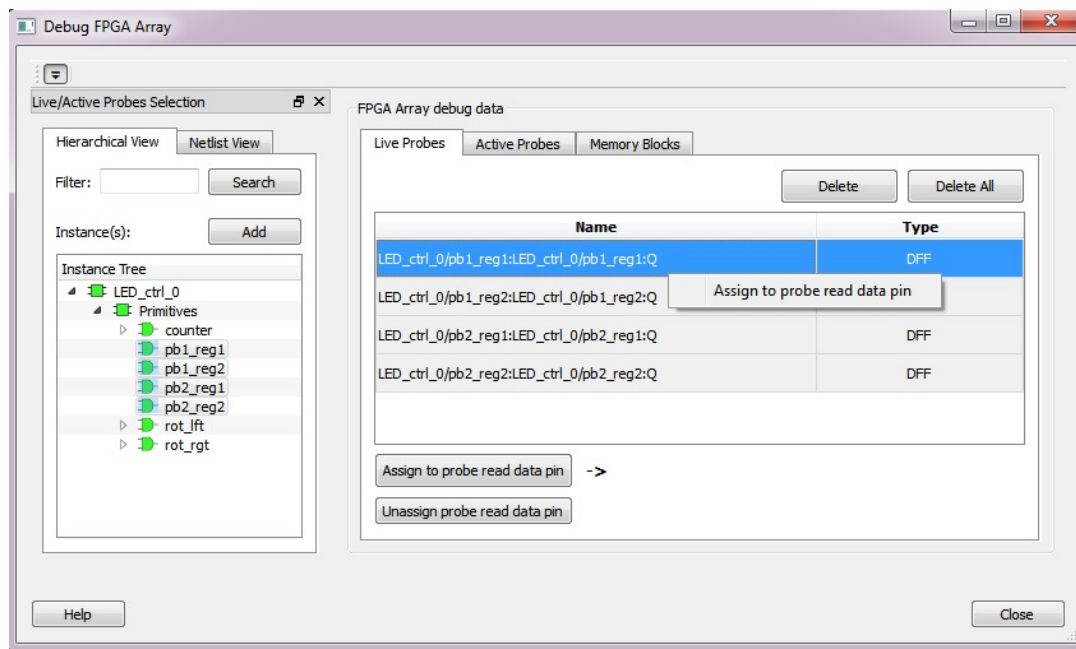 Debug FPGA Array
Live/Active Probes Selection
Hierarchical View
Netlist View
Filter:
Search
Instance(s):
Add
Instance Tree
LED_ctrl_0
Primitives
counter
pb1_reg1
pb1_reg2
pb2_reg1
pb2_reg2
rot_lft
rot_rgt
FPGA Array debug data
Live Probes
Active Probes
Memory Blocks
Delete
Delete All
Name
Type
LED_ctrl_0/pb1_reg1:LED_ctrl_0/pb1_reg1:Q
DFF
LED_ctrl_0/pb1_reg2:LED_ctrl_0/pb1_reg2:Q
Assign to probe read data pin
LED_ctrl_0/pb2_reg1:LED_ctrl_0/pb2_reg1:Q
DFF
LED_ctrl_0/pb2_reg2:LED_ctrl_0/pb2_reg2:Q
DFF
Assign to probe read data pin ->
Unassign probe read data pin
Help
Close